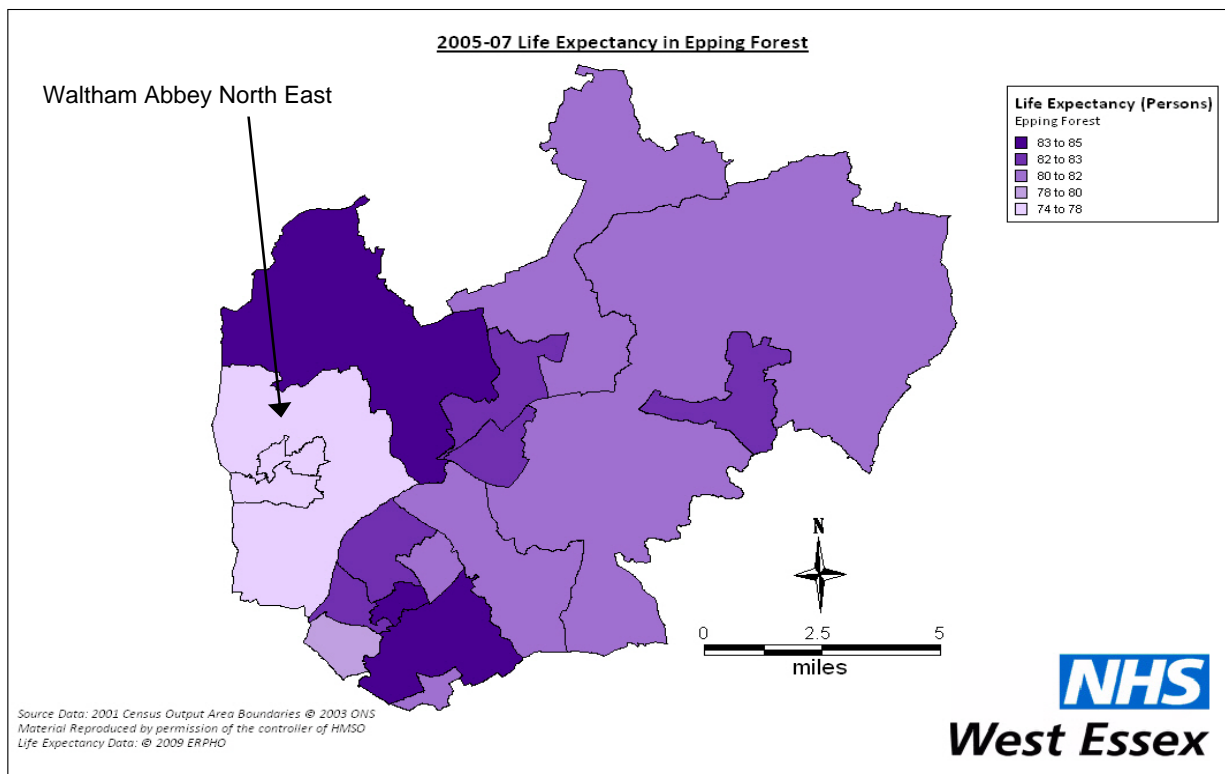 2005-07 Life Expectancy in Epping Forest
Waltham Abbey North East
Life Expectancy (Persons)
Epping Forest
83 to 85
82 to 83
80 to 82
78 to 80
74 to 78
N
0 2.5 5
miles
Source Data: 2001 Census Output Area Boundaries © 2003 ONS
Material Reproduced by permission of the controller of HMSO
Life Expectancy Data: © 2009 ERPHO
NHS
West Essex